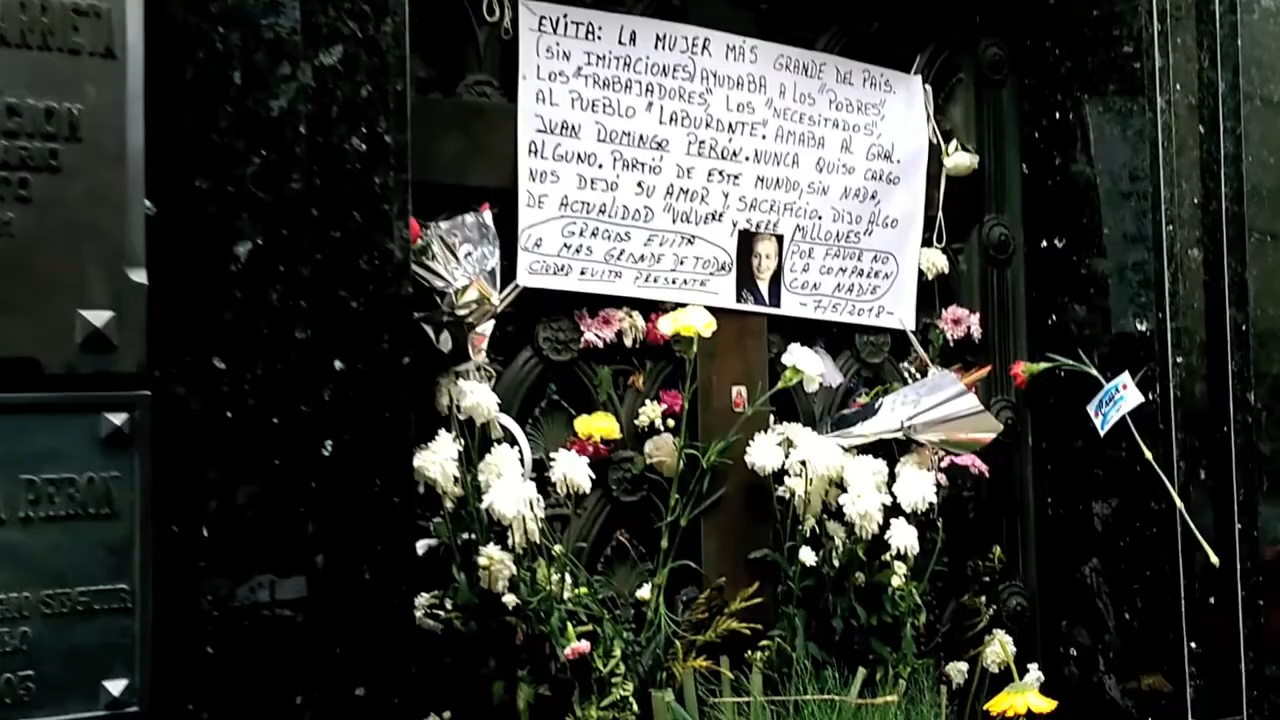 EVITA: LA MUJER MÁS GRANDE DEL PAÍS.
(SIN IMITACIONES) AYUDABA A LOS "POBRES",
LOS "TRABAJADORES", LOS "NECESITADOS",
AL PUEBLO "LABURANTE". AMABA AL GRAL.
JUAN DOMINGO PERÓN. NUNCA QUISO CARGO
ALGUNO. PARTIÓ DE ESTE MUNDO, SIN NADA,
NOS DEJÓ SU AMOR Y SACRIFICIO. DIJO ALGO
DE ACTUALIDAD "VOLVERÉ Y SERÉ MILLONES"
GRACIAS EVITA
LA MAS GRANDE DE TODAS
CIUDAD EVITA PRESENTE
POR FAVOR NO
LA COMPAREN
CON NADIE
-7/5/2018-
PERON